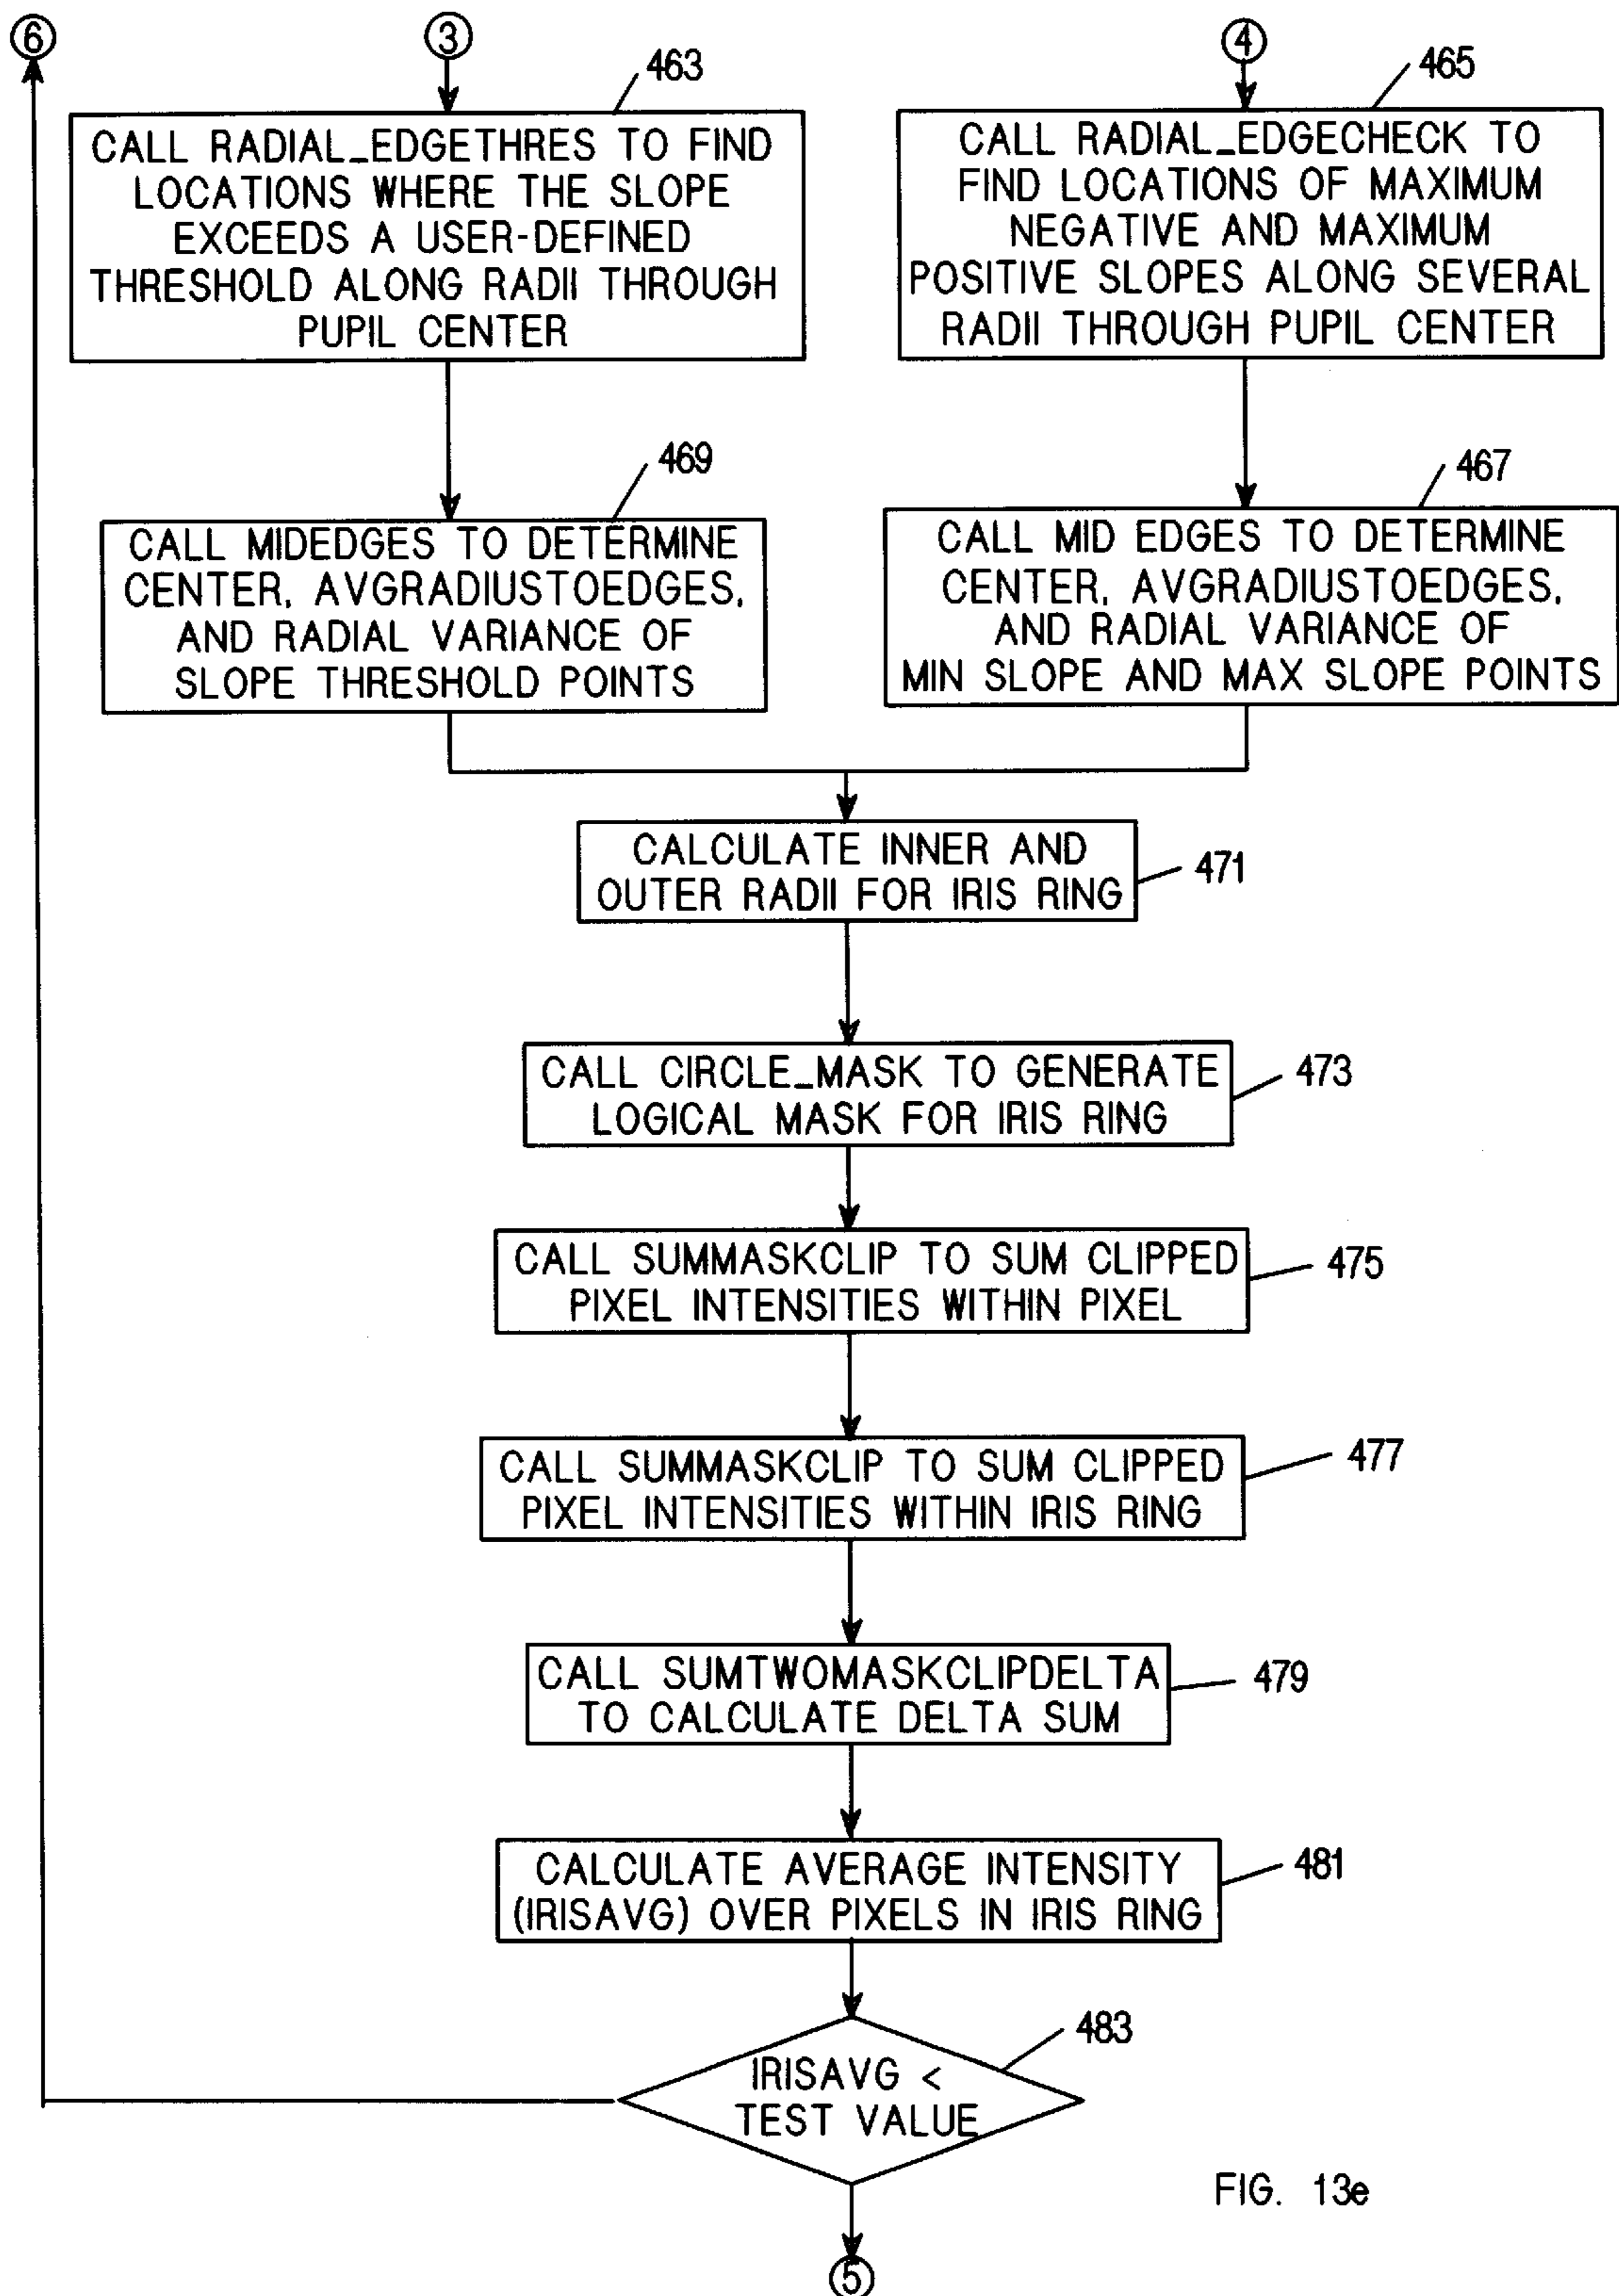 6
3
463
CALL RADIAL_EDGETHRES TO FIND
LOCATIONS WHERE THE SLOPE
EXCEEDS A USER-DEFINED
THRESHOLD ALONG RADII THROUGH
PUPIL CENTER
4
465
CALL RADIAL_EDGECHECK TO
FIND LOCATIONS OF MAXIMUM
NEGATIVE AND MAXIMUM
POSITIVE SLOPES ALONG SEVERAL
RADII THROUGH PUPIL CENTER
469
CALL MIDEDGES TO DETERMINE
CENTER, AVGRADIUSTOEDGES,
AND RADIAL VARIANCE OF
SLOPE THRESHOLD POINTS
467
CALL MID EDGES TO DETERMINE
CENTER, AVGRADIUSTOEDGES,
AND RADIAL VARIANCE OF
MIN SLOPE AND MAX SLOPE POINTS
CALCULATE INNER AND
OUTER RADII FOR IRIS RING
471
CALL CIRCLE_MASK TO GENERATE
LOGICAL MASK FOR IRIS RING
473
CALL SUMMASKCLIP TO SUM CLIPPED
PIXEL INTENSITIES WITHIN PIXEL
475
CALL SUMMASKCLIP TO SUM CLIPPED
PIXEL INTENSITIES WITHIN IRIS RING
477
CALL SUMTWOMASKCLIPDELTA
TO CALCULATE DELTA SUM
479
CALCULATE AVERAGE INTENSITY
(IRISAVG) OVER PIXELS IN IRIS RING
481
483
IRISAVG <
TEST VALUE
FIG. 13e
5